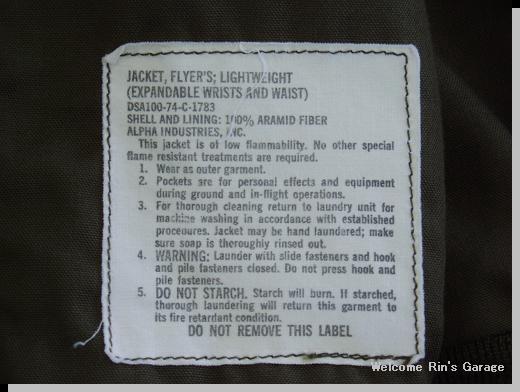 JACKET, FLYER'S; LIGHTWEIGHT
(EXPANDABLE WRISTS AND WAIST)
DSA100-74-C-1783
SHELL AND LINING: 100% ARAMID FIBER
ALPHA INDUSTRIES, INC.
This jacket is of low flammability. No other special
flame resistant treatments are required.
1. Wear as outer garment.
2. Pockets are for personal effects and equipment
during ground and in-flight operations.
3. For thorough cleaning return to laundry unit for
machine washing in accordance with established
procedures. Jacket may be hand laundered; make
sure soap is thoroughly rinsed out.
4. WARNING: Launder with slide fasteners and hook
and pile fasteners closed. Do not press hook and
pile fasteners.
5. DO NOT STARCH. Starch will burn. If starched,
thorough laundering will return this garment to
its fire retardant condition.
DO NOT REMOVE THIS LABEL
Welcome Rin's Garage